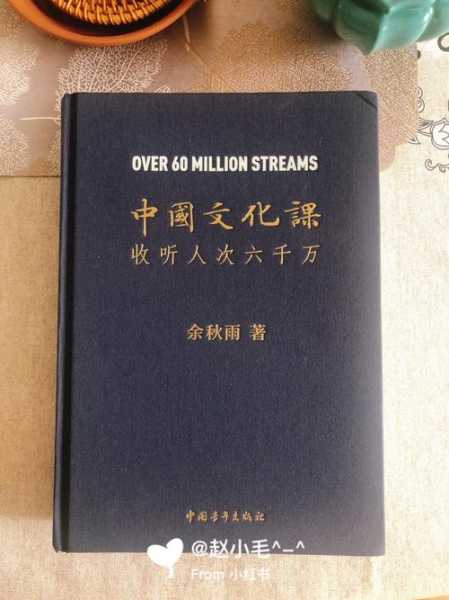 OVER 60 MILLION STREAMS
中國文化課
收听人次六千万
余秋雨 著
中国青年出版社
@赵小毛^-^
From 小红书